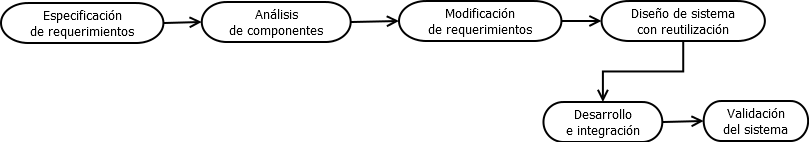 Especificación
de requerimientos
Análisis
de componentes
Modificación
de requerimientos
Diseño de sistema
con reutilización
Desarrollo
e integración
Validación
del sistema